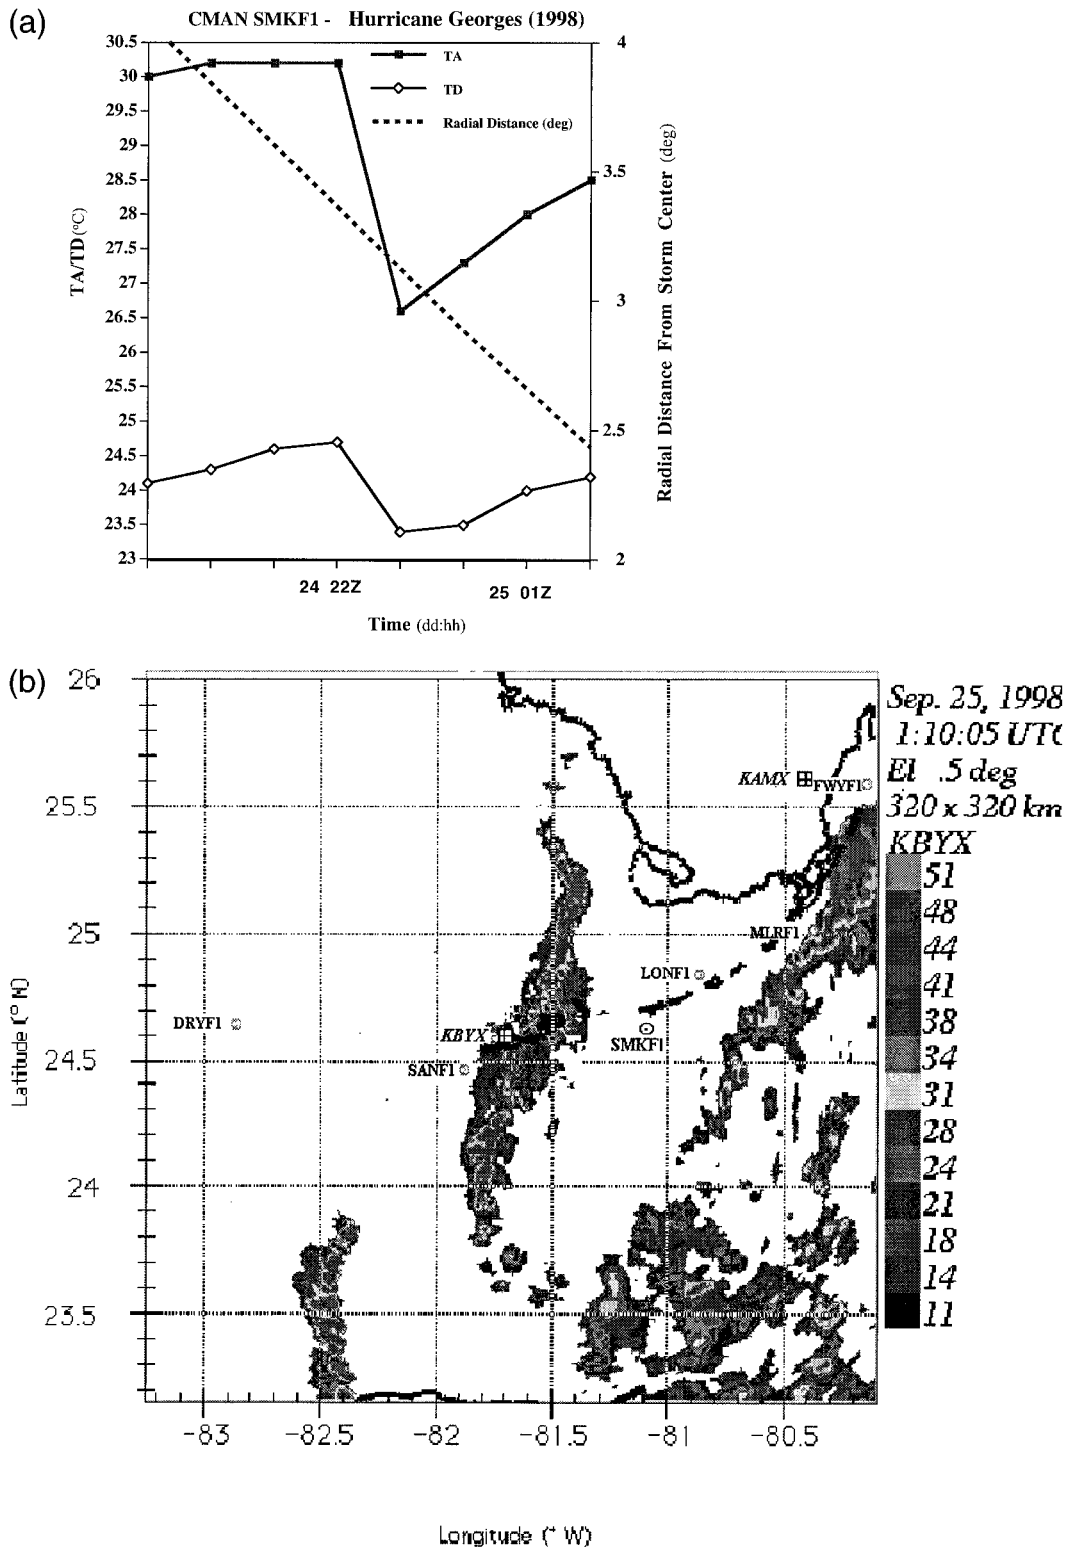 (a)
CMAN SMKF1 - Hurricane Georges (1998)
30.5
30
29.5
29
28.5
28
27.5
27
26.5
26
25.5
25
24.5
24
23.5
23
TA/TD (°C)
TA
TD
Radial Distance (deg)
4
3.5
3
2.5
2
Radial Distance From Storm Center (deg)
24 22Z
25 01Z
Time (dd:hh)
(b)
26
25.5
25
24.5
24
23.5
Latitude (° N)
KAMX
FWYF1
MLRF1
LONF1
SMKF1
DRYF1
KBYX
SANF1
Sep. 25, 1998
1:10:05 UT
El .5 deg
320 x 320 km
KBYX
51
48
44
41
38
34
31
28
24
21
18
14
11
-83
-82.5
-82
-81.5
-81
-80.5
Longitude (° W)